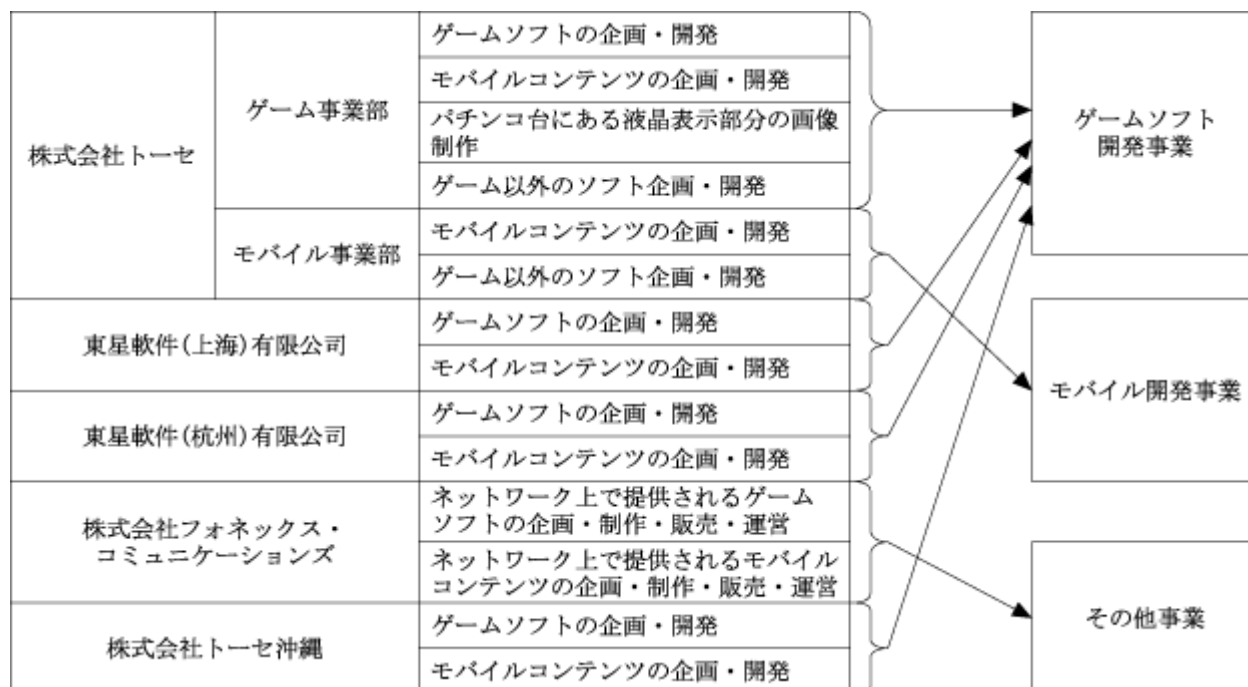 株式会社トーセ
ゲーム事業部
ゲームソフトの企画・開発
モバイルコンテンツの企画・開発
パチンコ台にある液晶表示部分の画像
制作
ゲーム以外のソフト企画・開発
モバイル事業部
モバイルコンテンツの企画・開発
ゲーム以外のソフト企画・開発
東星軟件(上海)有限公司
ゲームソフトの企画・開発
モバイルコンテンツの企画・開発
東星軟件(杭州)有限公司
ゲームソフトの企画・開発
モバイルコンテンツの企画・開発
株式会社フォネックス・
コミュニケーションズ
ネットワーク上で提供されるゲーム
ソフトの企画・制作・販売・運営
ネットワーク上で提供されるモバイル
コンテンツの企画・制作・販売・運営
株式会社トーセ沖縄
ゲームソフトの企画・開発
モバイルコンテンツの企画・開発
ゲームソフト
開発事業
モバイル開発事業
その他事業